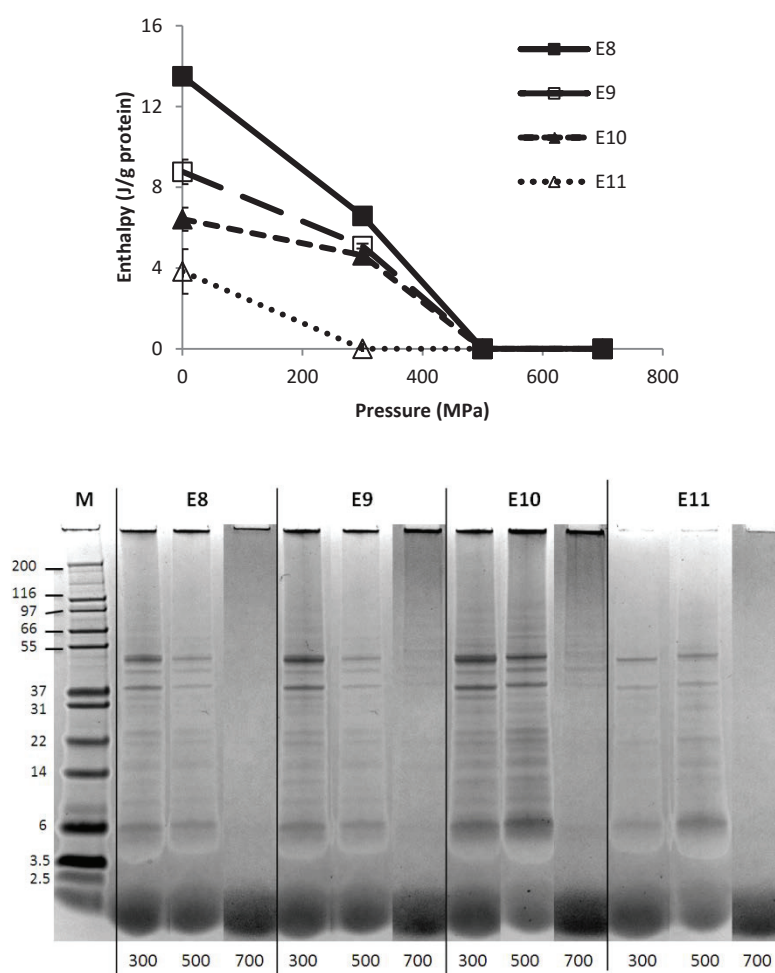 16
12
8
4
0
Enthalpy (J/g protein)
E8
E9
E10
E11
0 200 400 600 800
Pressure (MPa)
M E8 E9 E10 E11
200
116
97
66
55
37
31
22
14
6
3.5
2.5
300 500 700 300 500 700 300 500 700 300 500 700